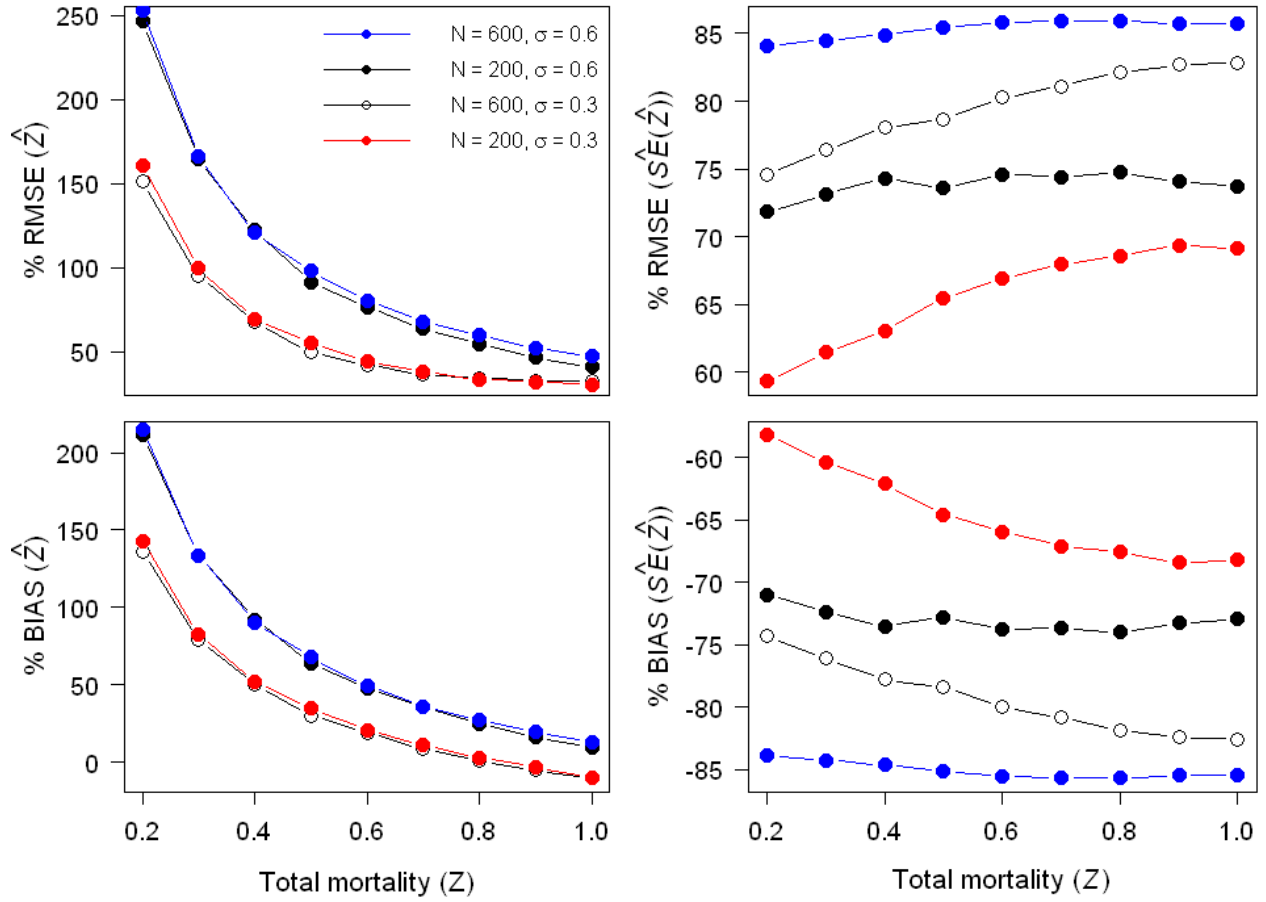 % RMSE (Ẑ)
250
200
150
100
50
N = 600, σ = 0.6
N = 200, σ = 0.6
N = 600, σ = 0.3
N = 200, σ = 0.3
% RMSE (SÊ(Ẑ))
85
80
75
70
65
60
% BIAS (Ẑ)
200
150
100
50
0
0.2 0.4 0.6 0.8 1.0
Total mortality (Z)
% BIAS (SÊ(Ẑ))
-60
-65
-70
-75
-80
-85
0.2 0.4 0.6 0.8 1.0
Total mortality (Z)